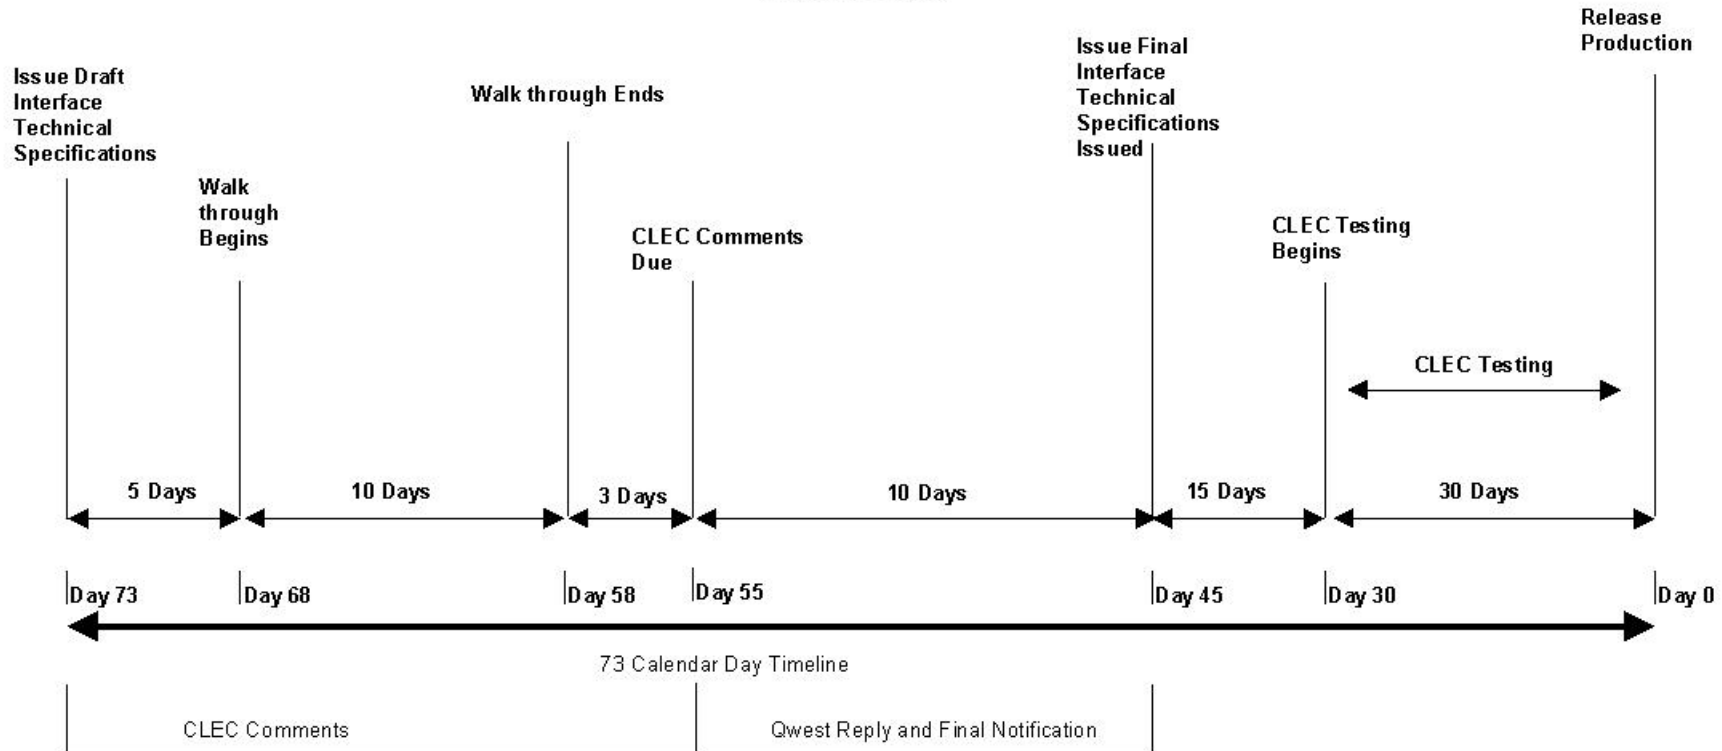 Release
Production
Issue Final
Interface
Technical
Specifications
Issued
Issue Draft
Interface
Technical
Specifications
Walk through Ends
Walk
through
Begins
CLEC Comments
Due
CLEC Testing
Begins
CLEC Testing
5 Days
10 Days
3 Days
10 Days
15 Days
30 Days
Day 73
Day 68
Day 58
Day 55
Day 45
Day 30
Day 0
73 Calendar Day Timeline
CLEC Comments
Qwest Reply and Final Notification